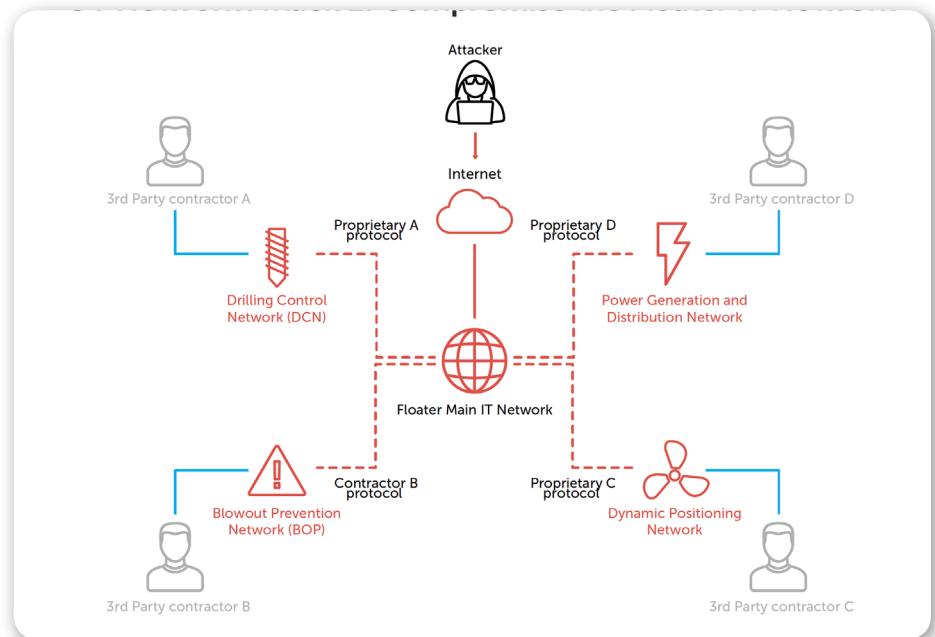 Attacker
3rd Party contractor A
Internet
3rd Party contractor D
Proprietary A
protocol
Proprietary D
protocol
Drilling Control
Network (DCN)
Power Generation and
Distribution Network
Floater Main IT Network
Contractor B
protocol
Proprietary C
protocol
Blowout Prevention
Network (BOP)
Dynamic Positioning
Network
3rd Party contractor B
3rd Party contractor C